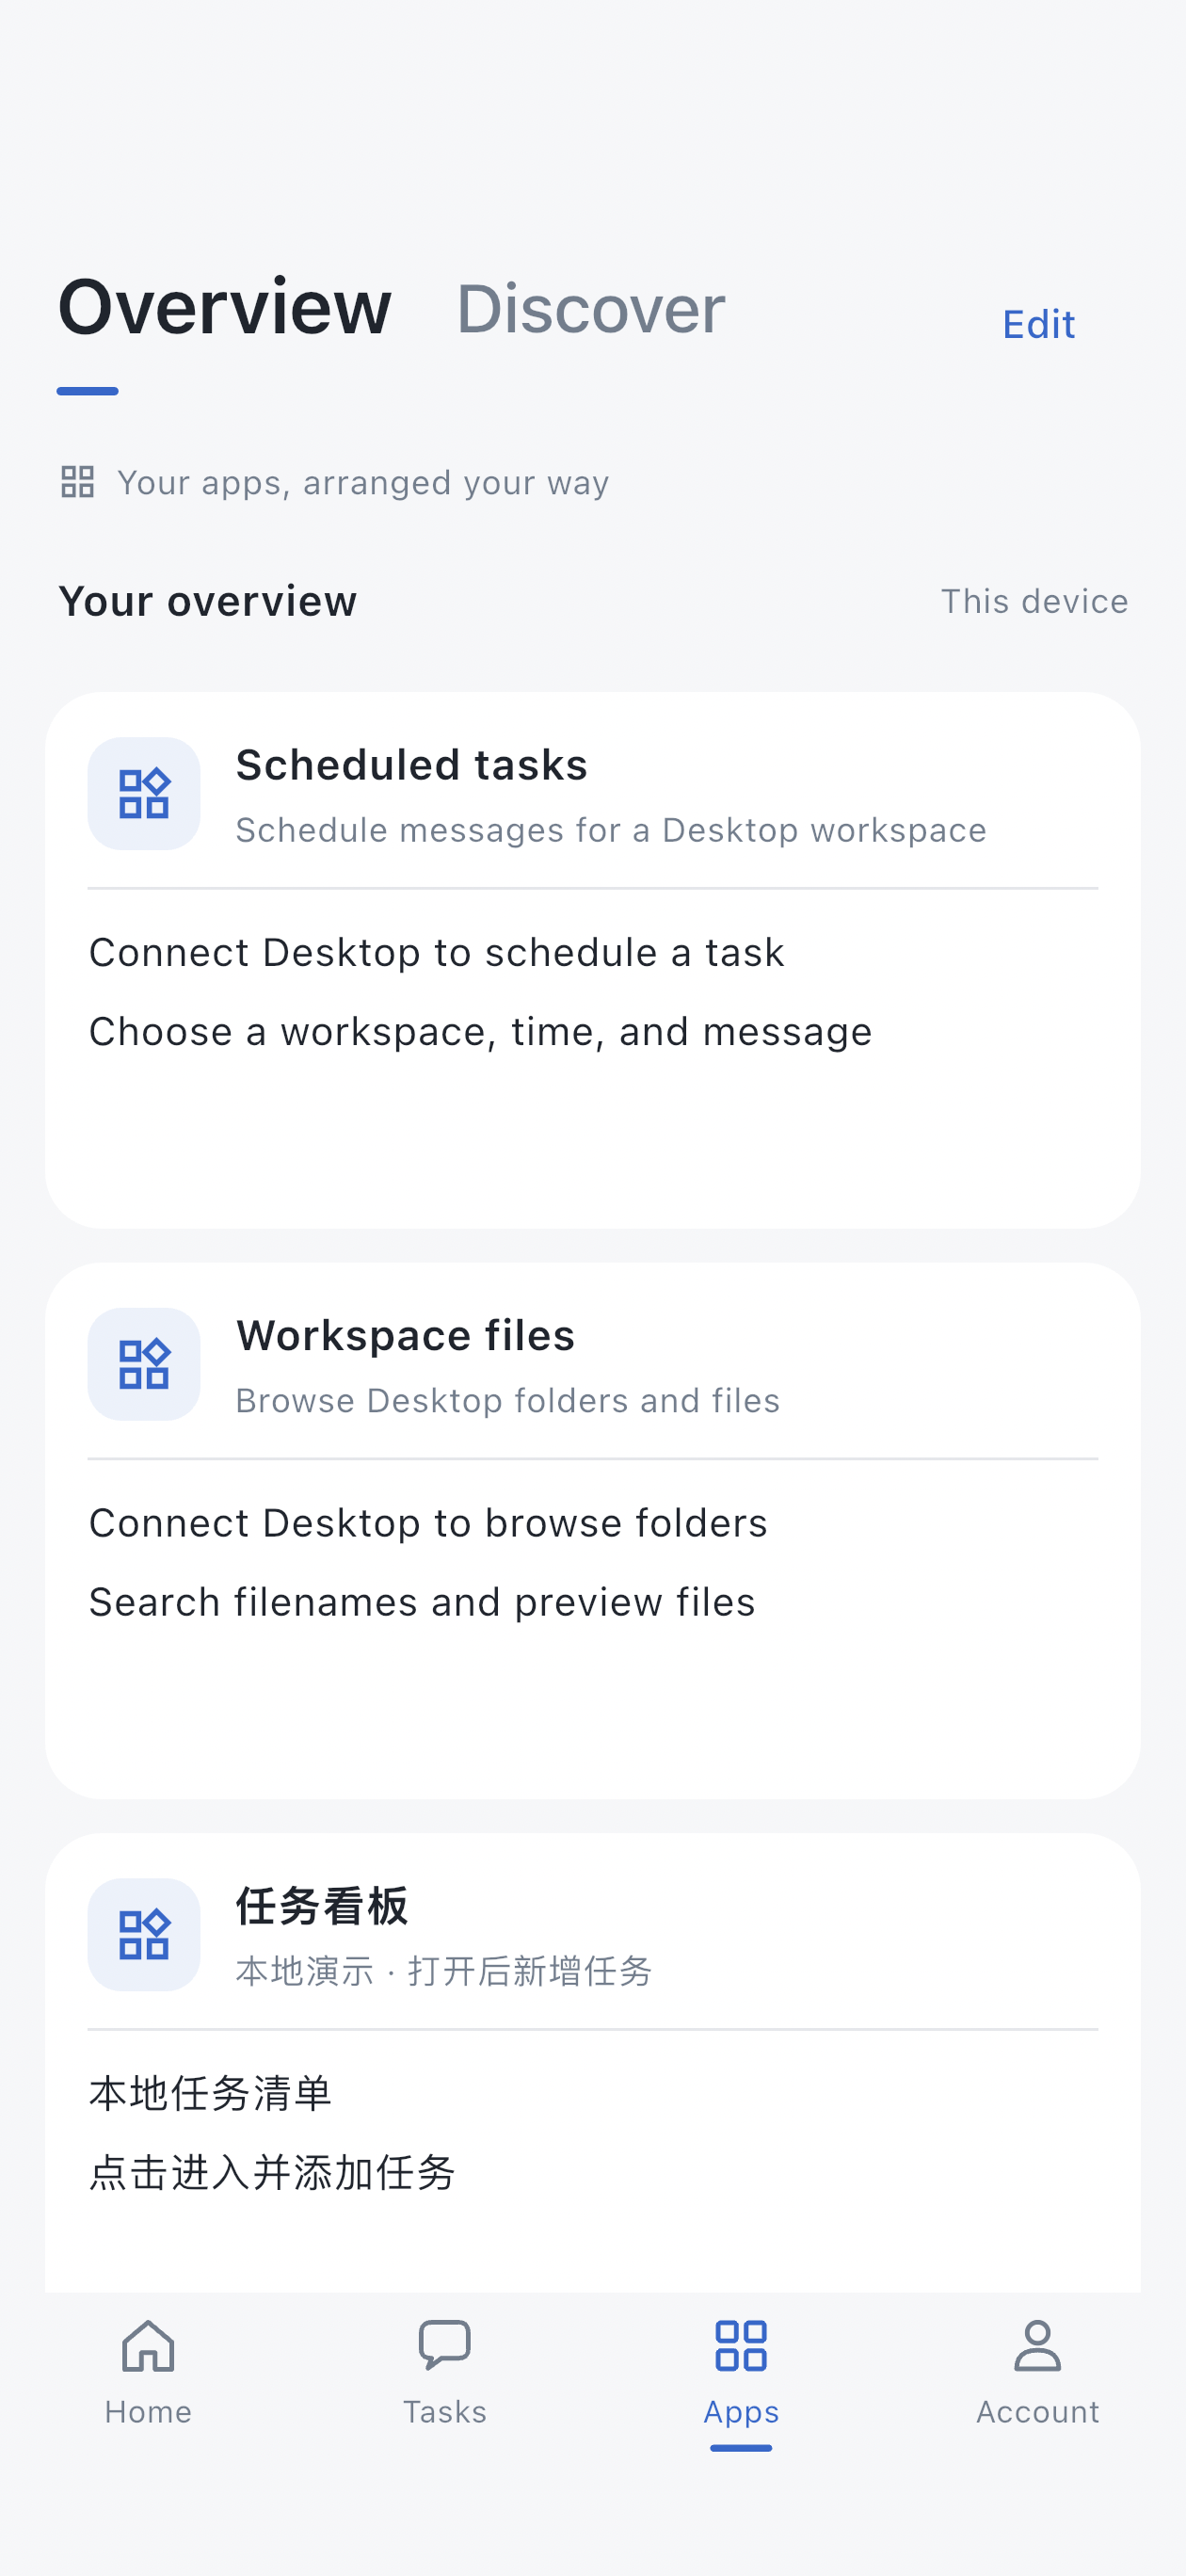 Overview Discover Edit
Your apps, arranged your way
Your overview This device
Scheduled tasks
Schedule messages for a Desktop workspace
Connect Desktop to schedule a task
Choose a workspace, time, and message
Workspace files
Browse Desktop folders and files
Connect Desktop to browse folders
Search filenames and preview files
任务看板
本地演示 · 打开后新增任务
本地任务清单
点击进入并添加任务
Home Tasks Apps Account